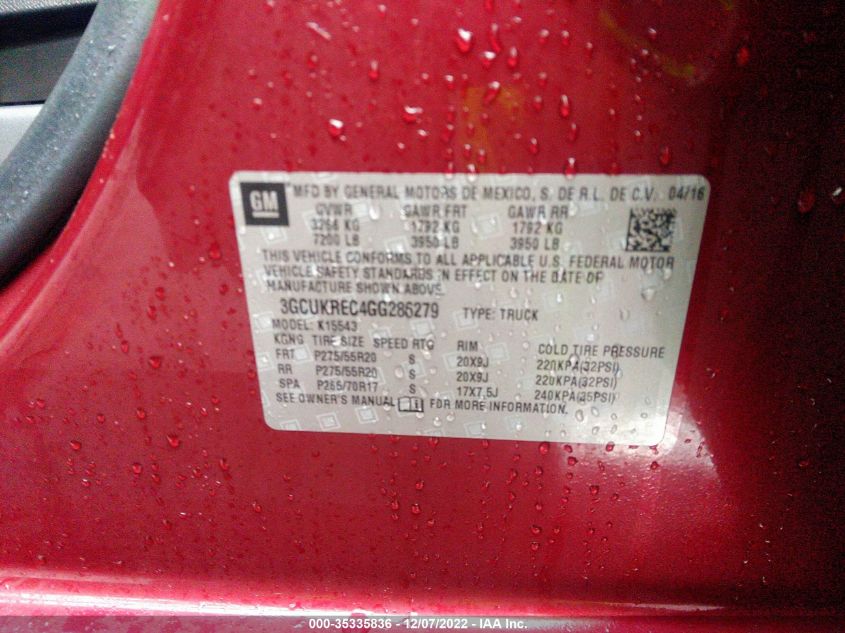 GM
MFD BY GENERAL MOTORS DE MEXICO, S. DE R.L. DE C.V. 04/16
GVWR GAWR FRT GAWR RR
3266 KG 1792 KG 1792 KG
7200 LB 3950 LB 3950 LB
THIS VEHICLE CONFORMS TO ALL APPLICABLE U.S. FEDERAL MOTOR
VEHICLE SAFETY STANDARDS IN EFFECT ON THE DATE OF
MANUFACTURE SHOWN ABOVE.
3GCUKREC4GG286279 TYPE: TRUCK
MODEL: K15543
KGNG TIRE SIZE SPEED RTG RIM COLD TIRE PRESSURE
FRT P275/55R20 S 20X9J 220KPA(32PSI)
RR P275/55R20 S 20X9J 220KPA(32PSI)
SPA P265/70R17 S 17X7.5J 240KPA(35PSI)
SEE OWNER'S MANUAL FOR MORE INFORMATION.
000-35335836 - 12/07/2022 - IAA Inc.